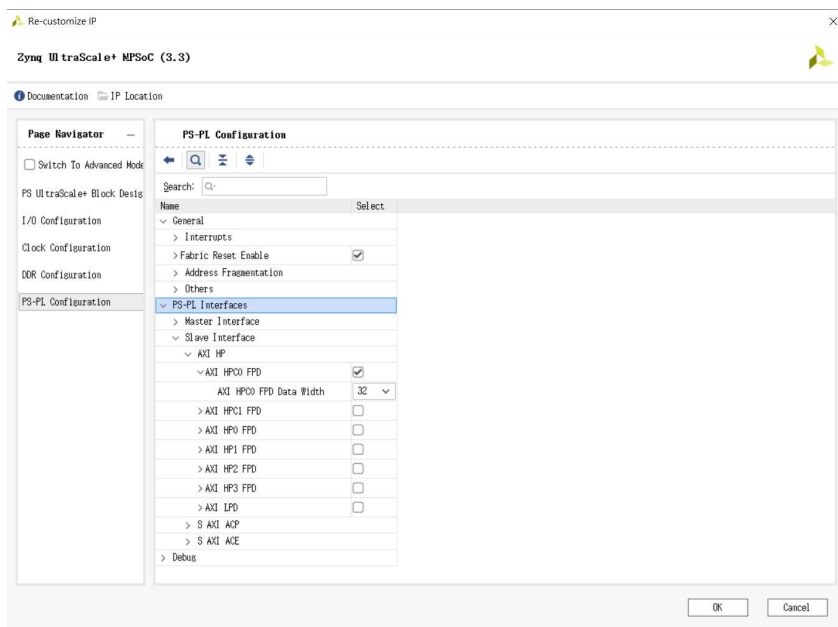 Re-customize IP
Zynq UltraScale+ MPSoC (3.3)
Documentation IP Location
Page Navigator
Switch To Advanced Mode
PS UltraScale+ Block Desig
I/O Configuration
Clock Configuration
DDR Configuration
PS-PL Configuration
PS-PL Configuration
Search:
Name Select
General
Interrupts
Fabric Reset Enable
Address Fragmentation
Others
PS-PL Interfaces
Master Interface
Slave Interface
AXI HP
AXI HPC0 FPD
AXI HPC0 FPD Data Width 32
AXI HPC1 FPD
AXI HP0 FPD
AXI HP1 FPD
AXI HP2 FPD
AXI HP3 FPD
AXI LPD
S AXI ACP
S AXI ACE
Debug
OK Cancel